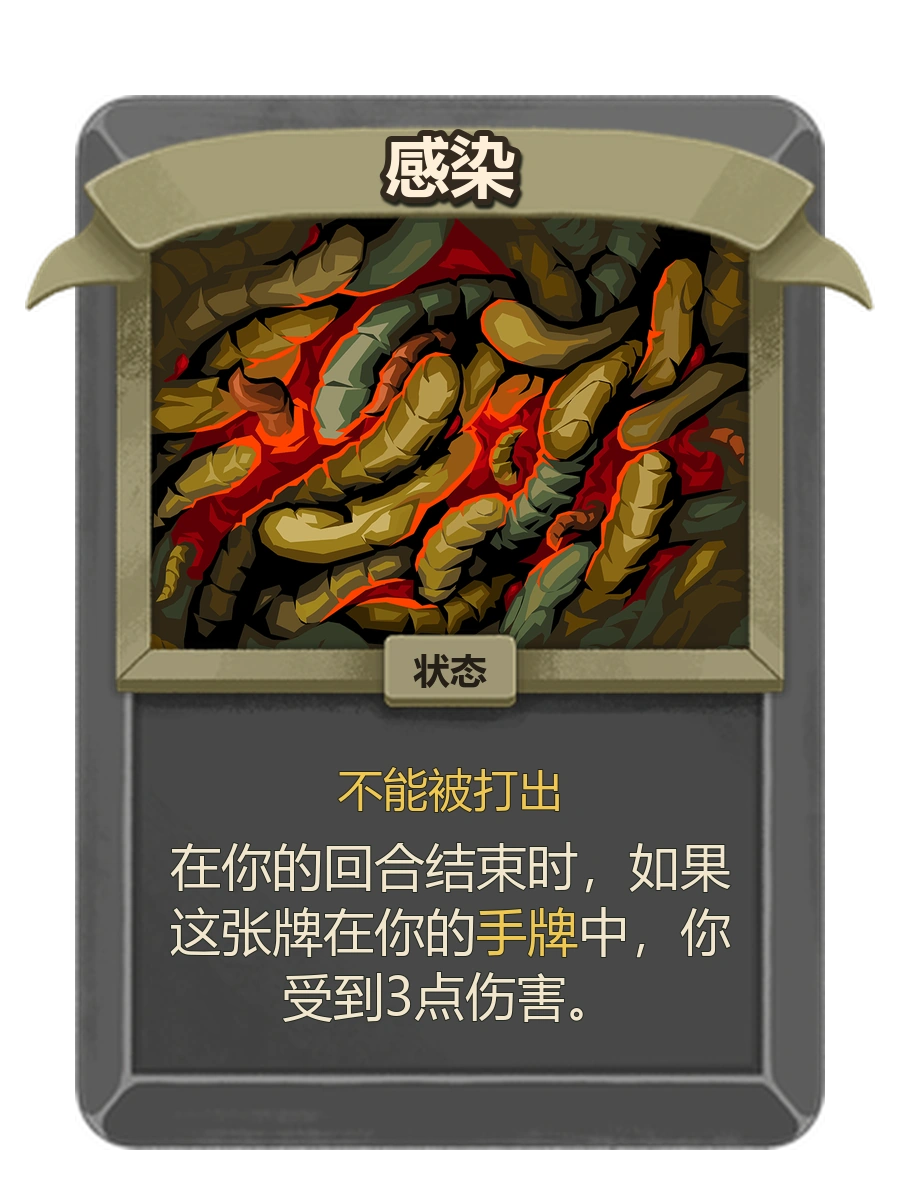 感染
状态
不能被打出
在你的回合结束时，如果
这张牌在你的手牌中，你
受到3点伤害。